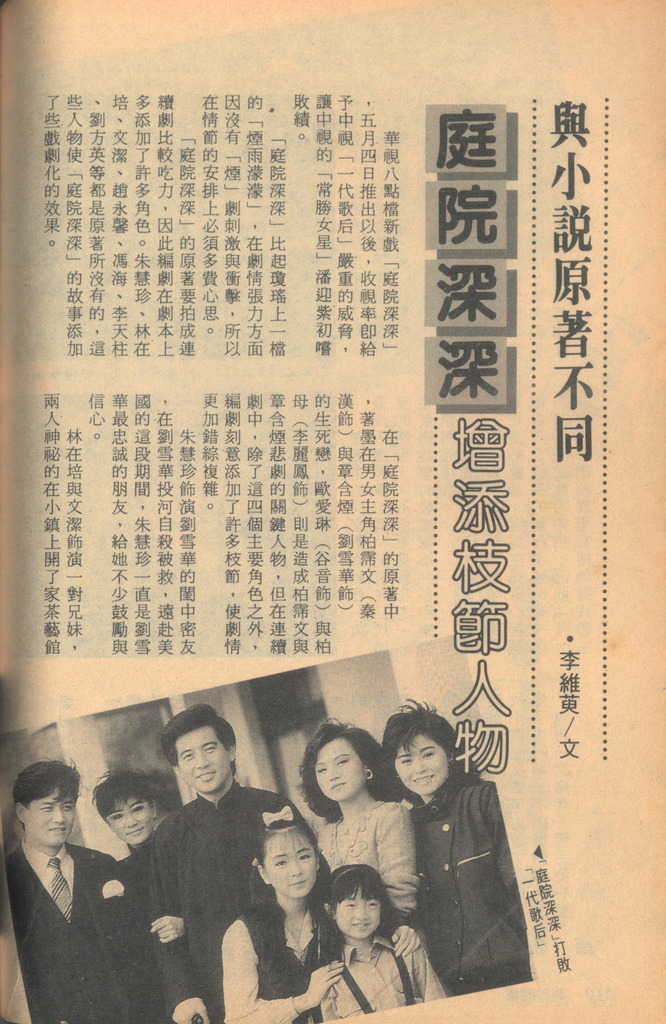 與小說原著不同
庭院深深增添枝節人物
•李維萸/文
華視八點檔新戲「庭院深深」
，五月四日推出以後，收視率即給
予中視「一代歌后」嚴重的威脅，
讓中視的「常勝女星」潘迎紫初嚐
敗績。
「庭院深深」比起瓊瑤上一檔
的「煙雨濛濛」，在劇情張力方面
因沒有「煙」劇刺激與衝擊，所以
在情節的安排上必須多費心思。
「庭院深深」的原著要拍成連
續劇比較吃力，因此編劇在劇本上
多添加了許多角色。朱慧珍、林在
培、文潔、趙永馨、馮海、李天柱
、劉方英等都是原著所沒有的，這
些人物使「庭院深深」的故事添加
了些戲劇化的效果。
在「庭院深深」的原著中
，著墨在男女主角柏霈文（秦
漢飾）與章含煙（劉雪華飾）
的生死戀，歐愛琳（谷音飾）與柏
母（李麗鳳飾）則是造成柏霈文與
章含煙悲劇的關鍵人物，但在連續
劇中，除了這四個主要角色之外，
編劇刻意添加了許多枝節，使劇情
更加錯綜複雜。
朱慧珍飾演劉雪華的閨中密友
，在劉雪華投河自殺被救，遠赴美
國的這段期間，朱慧珍一直是劉雪
華最忠誠的朋友，給她不少鼓勵與
信心。
林在培與文潔飾演一對兄妹，
兩人神祕的在小鎮上開了家茶藝館
◀「庭院深深」打敗
「一代歌后」